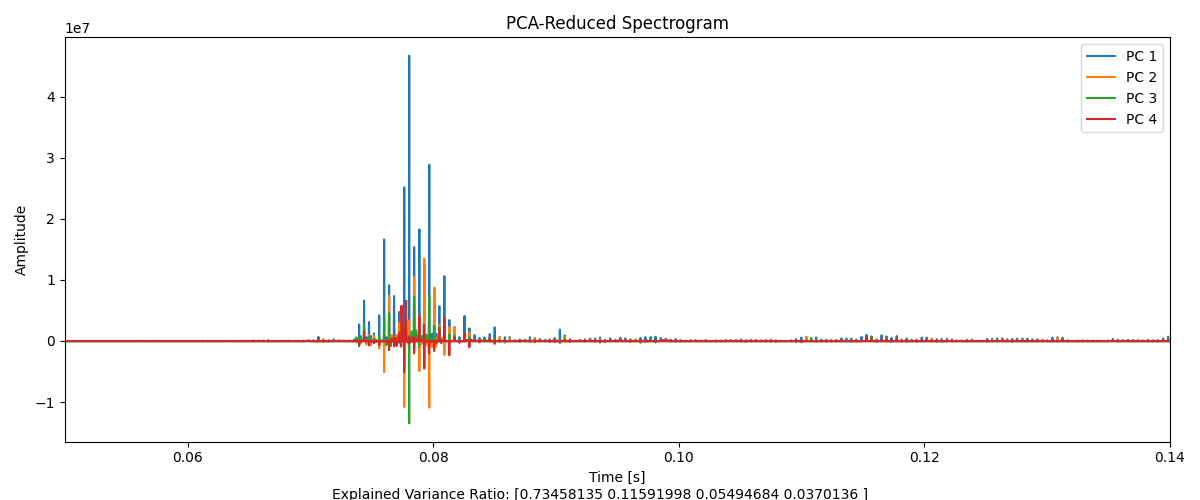 PCA-Reduced Spectrogram
1e7
PC 1
PC 2
PC 3
PC 4
4
3
2
1
0
−1
Amplitude
0.06
0.08
0.10
0.12
0.14
Time [s]
Explained Variance Ratio: [0.73458135 0.11591998 0.05494684 0.0370136 ]